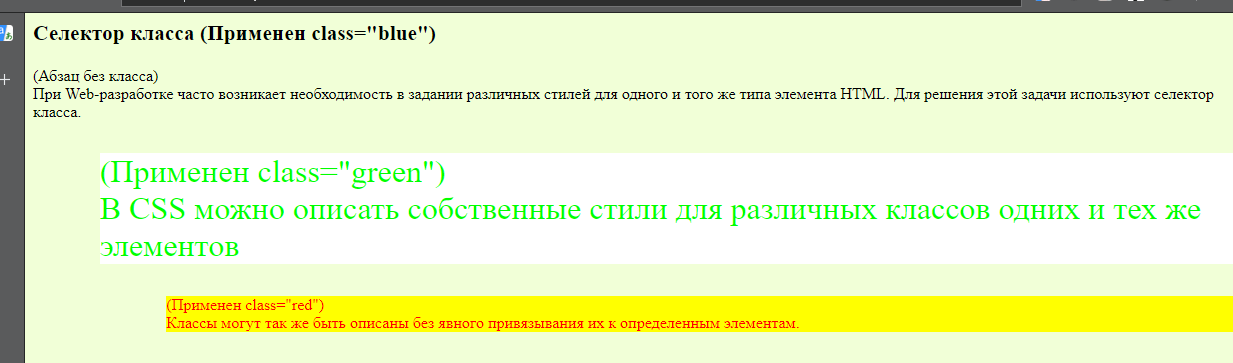 Селектор класса (Применен class="blue")
(Абзац без класса)
При Web-разработке часто возникает необходимость в задании различных стилей для одного и того же типа элемента HTML. Для решения этой задачи используют селектор
класса.
(Применен class="green")
В CSS можно описать собственные стили для различных классов одних и тех же
элементов
(Применен class="red")
Классы могут так же быть описаны без явного привязывания их к определенным элементам.